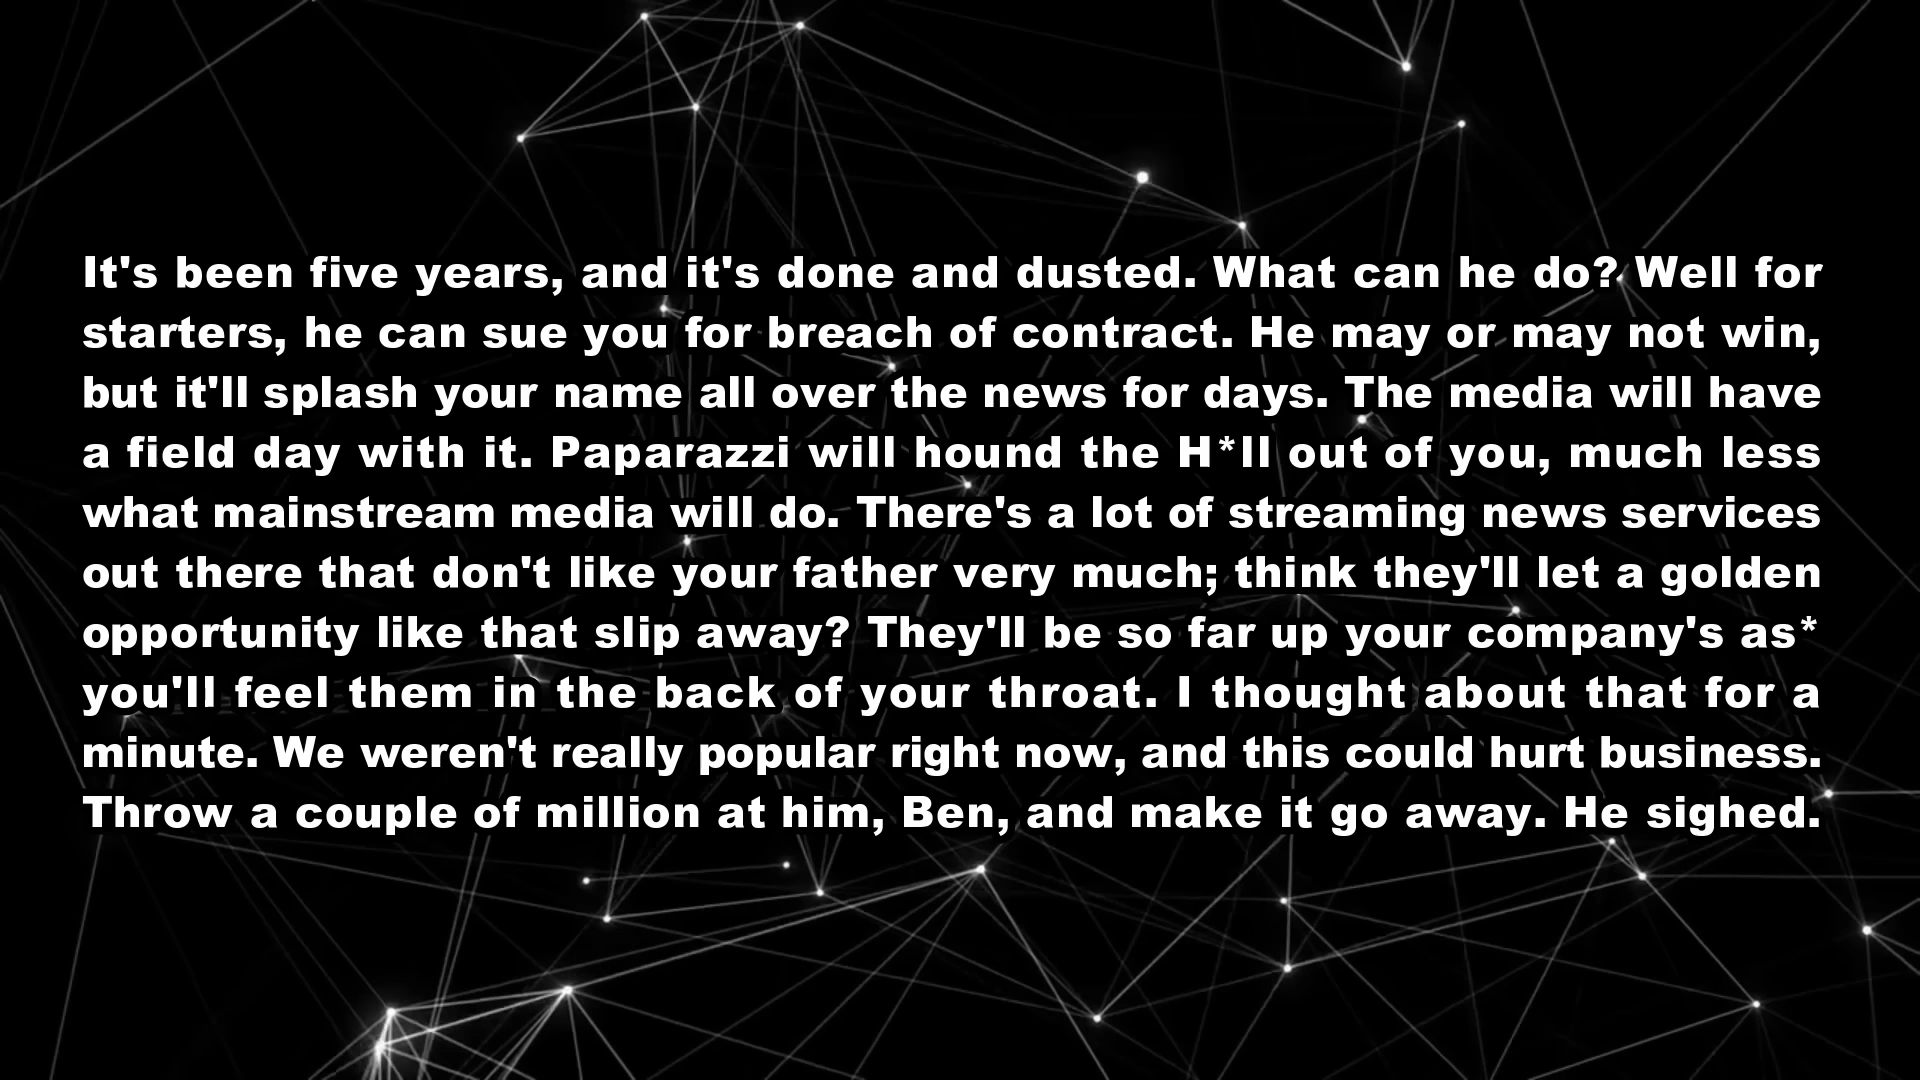 It's been five years, and it's done and dusted. What can he do? Well for
starters, he can sue you for breach of contract. He may or may not win,
but it'll splash your name all over the news for days. The media will have
a field day with it. Paparazzi will hound the H*ll out of you, much less
what mainstream media will do. There's a lot of streaming news services
out there that don't like your father very much; think they'll let a golden
opportunity like that slip away? They'll be so far up your company's as*
you'll feel them in the back of your throat. I thought about that for a
minute. We weren't really popular right now, and this could hurt business.
Throw a couple of million at him, Ben, and make it go away. He sighed.